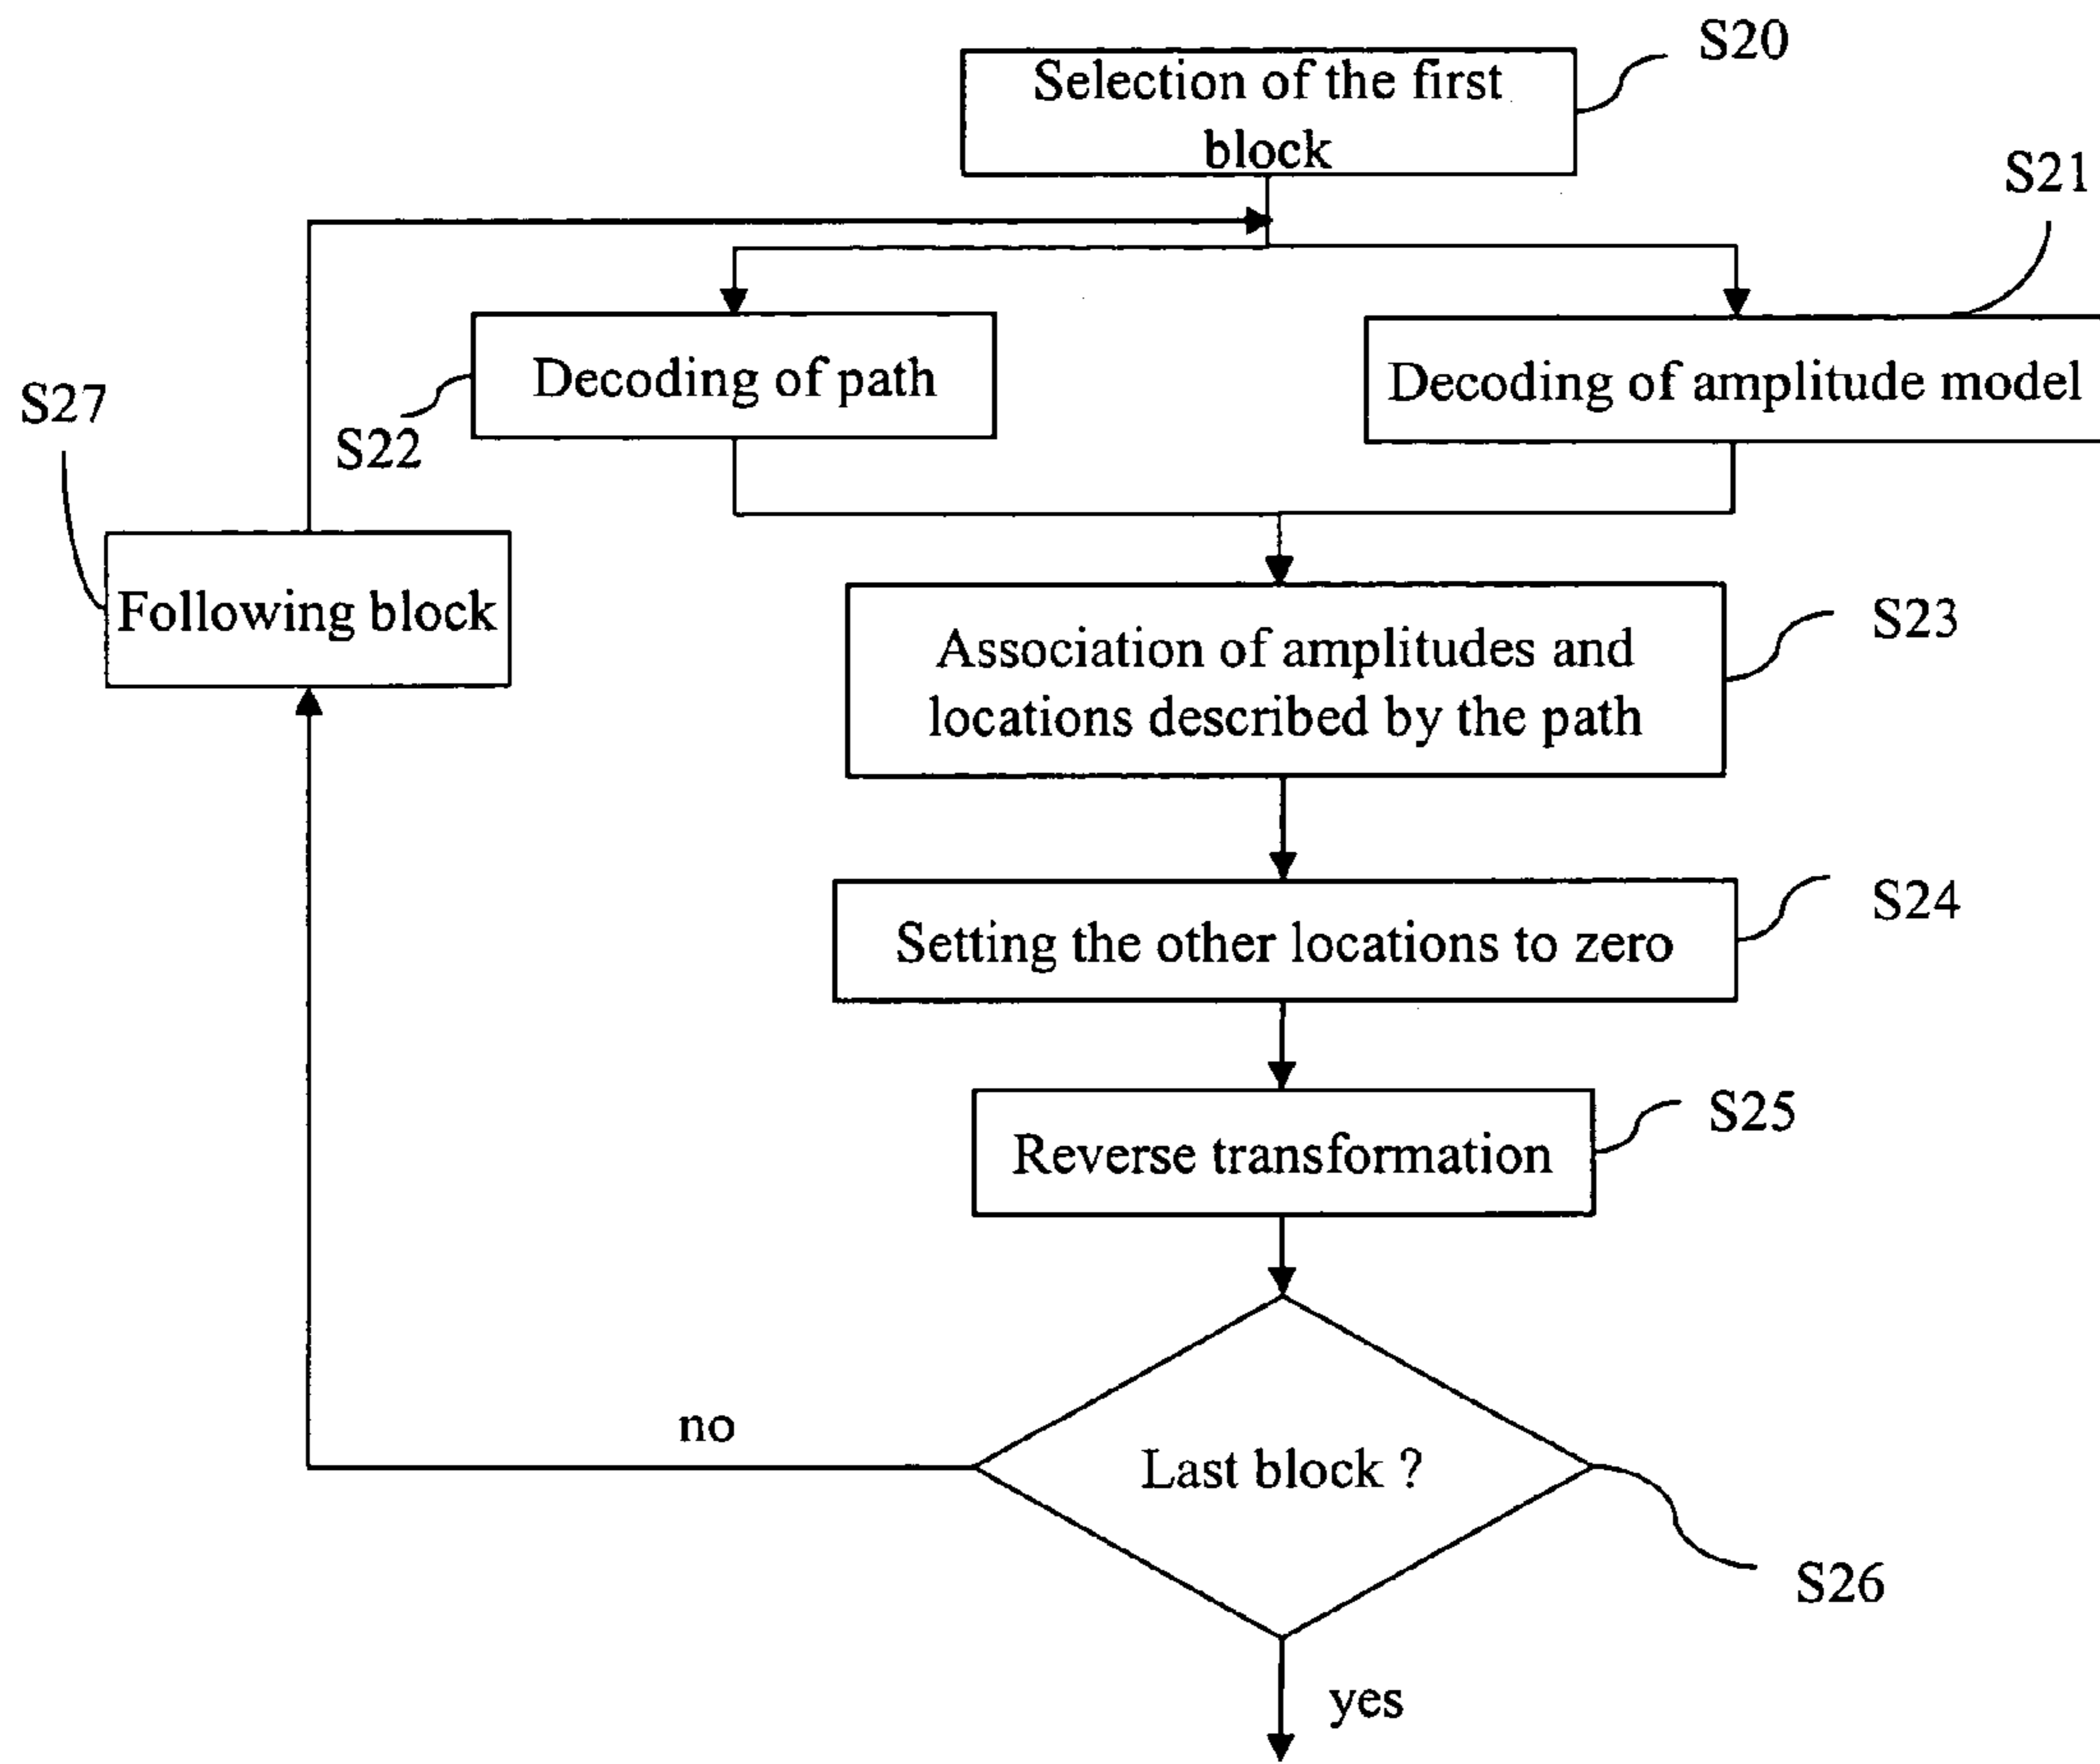 S20
Selection of the first
block
S21
Decoding of path
Decoding of amplitude model
S27
S22
Following block
S23
Association of amplitudes and
locations described by the path
S24
Setting the other locations to zero
S25
Reverse transformation
no
Last block ?
S26
yes